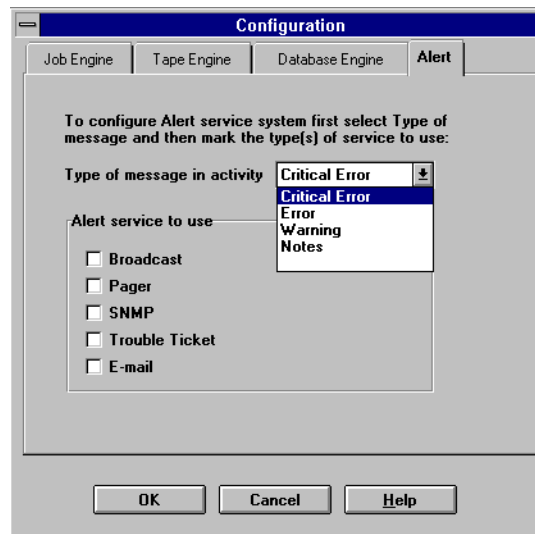 Configuration
Job Engine
Tape Engine
Database Engine
Alert
To configure Alert service system first select Type of
message and then mark the type(s) of service to use:
Type of message in activity
Critical Error
Critical Error
Error
Warning
Notes
Alert service to use
Broadcast
Pager
SNMP
Trouble Ticket
E-mail
OK
Cancel
Help